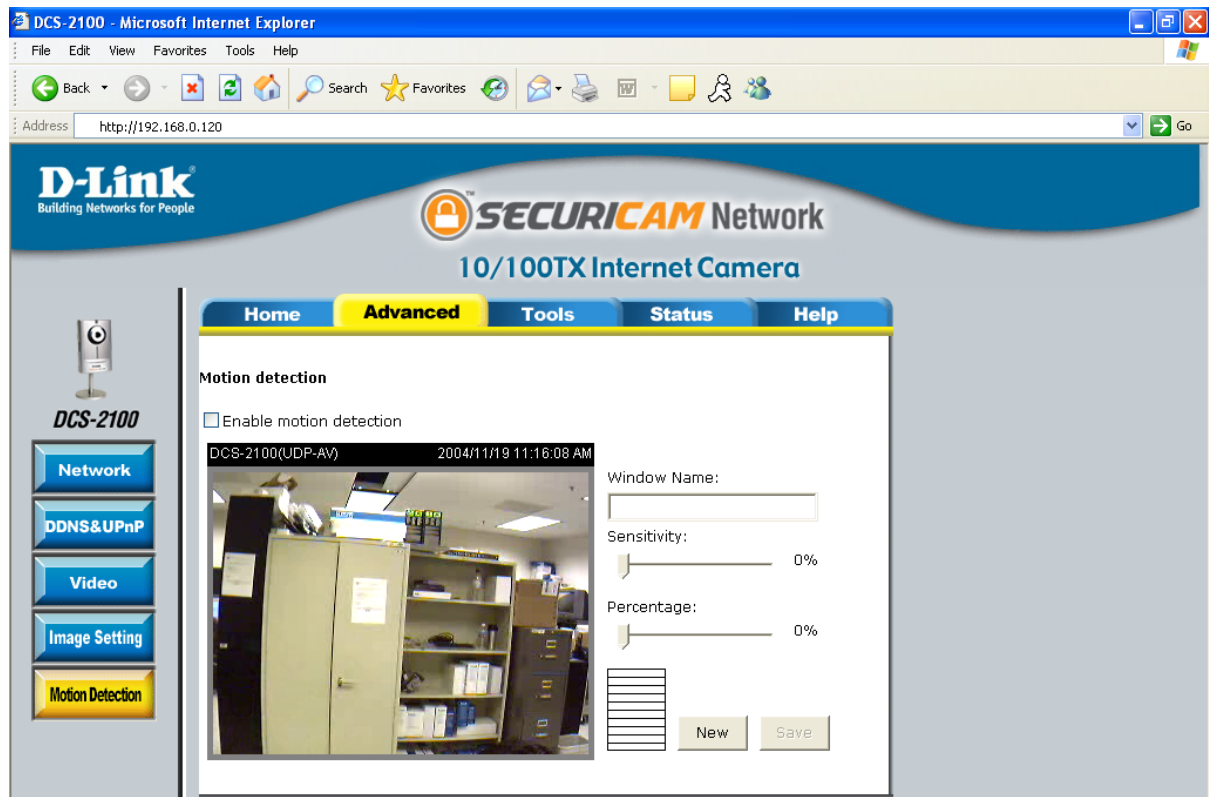 DCS-2100 - Microsoft Internet Explorer
File Edit View Favorites Tools Help
Back Search Favorites
Address http://192.168.0.120 Go
D-Link®
Building Networks for People
SECURICAM™ Network
10/100TX Internet Camera
Home Advanced Tools Status Help
DCS-2100
Network
DDNS&UPnP
Video
Image Setting
Motion Detection
Motion detection
Enable motion detection
DCS-2100(UDP-AV) 2004/11/19 11:16:08 AM
Window Name:
Sensitivity:
0%
Percentage:
0%
New Save